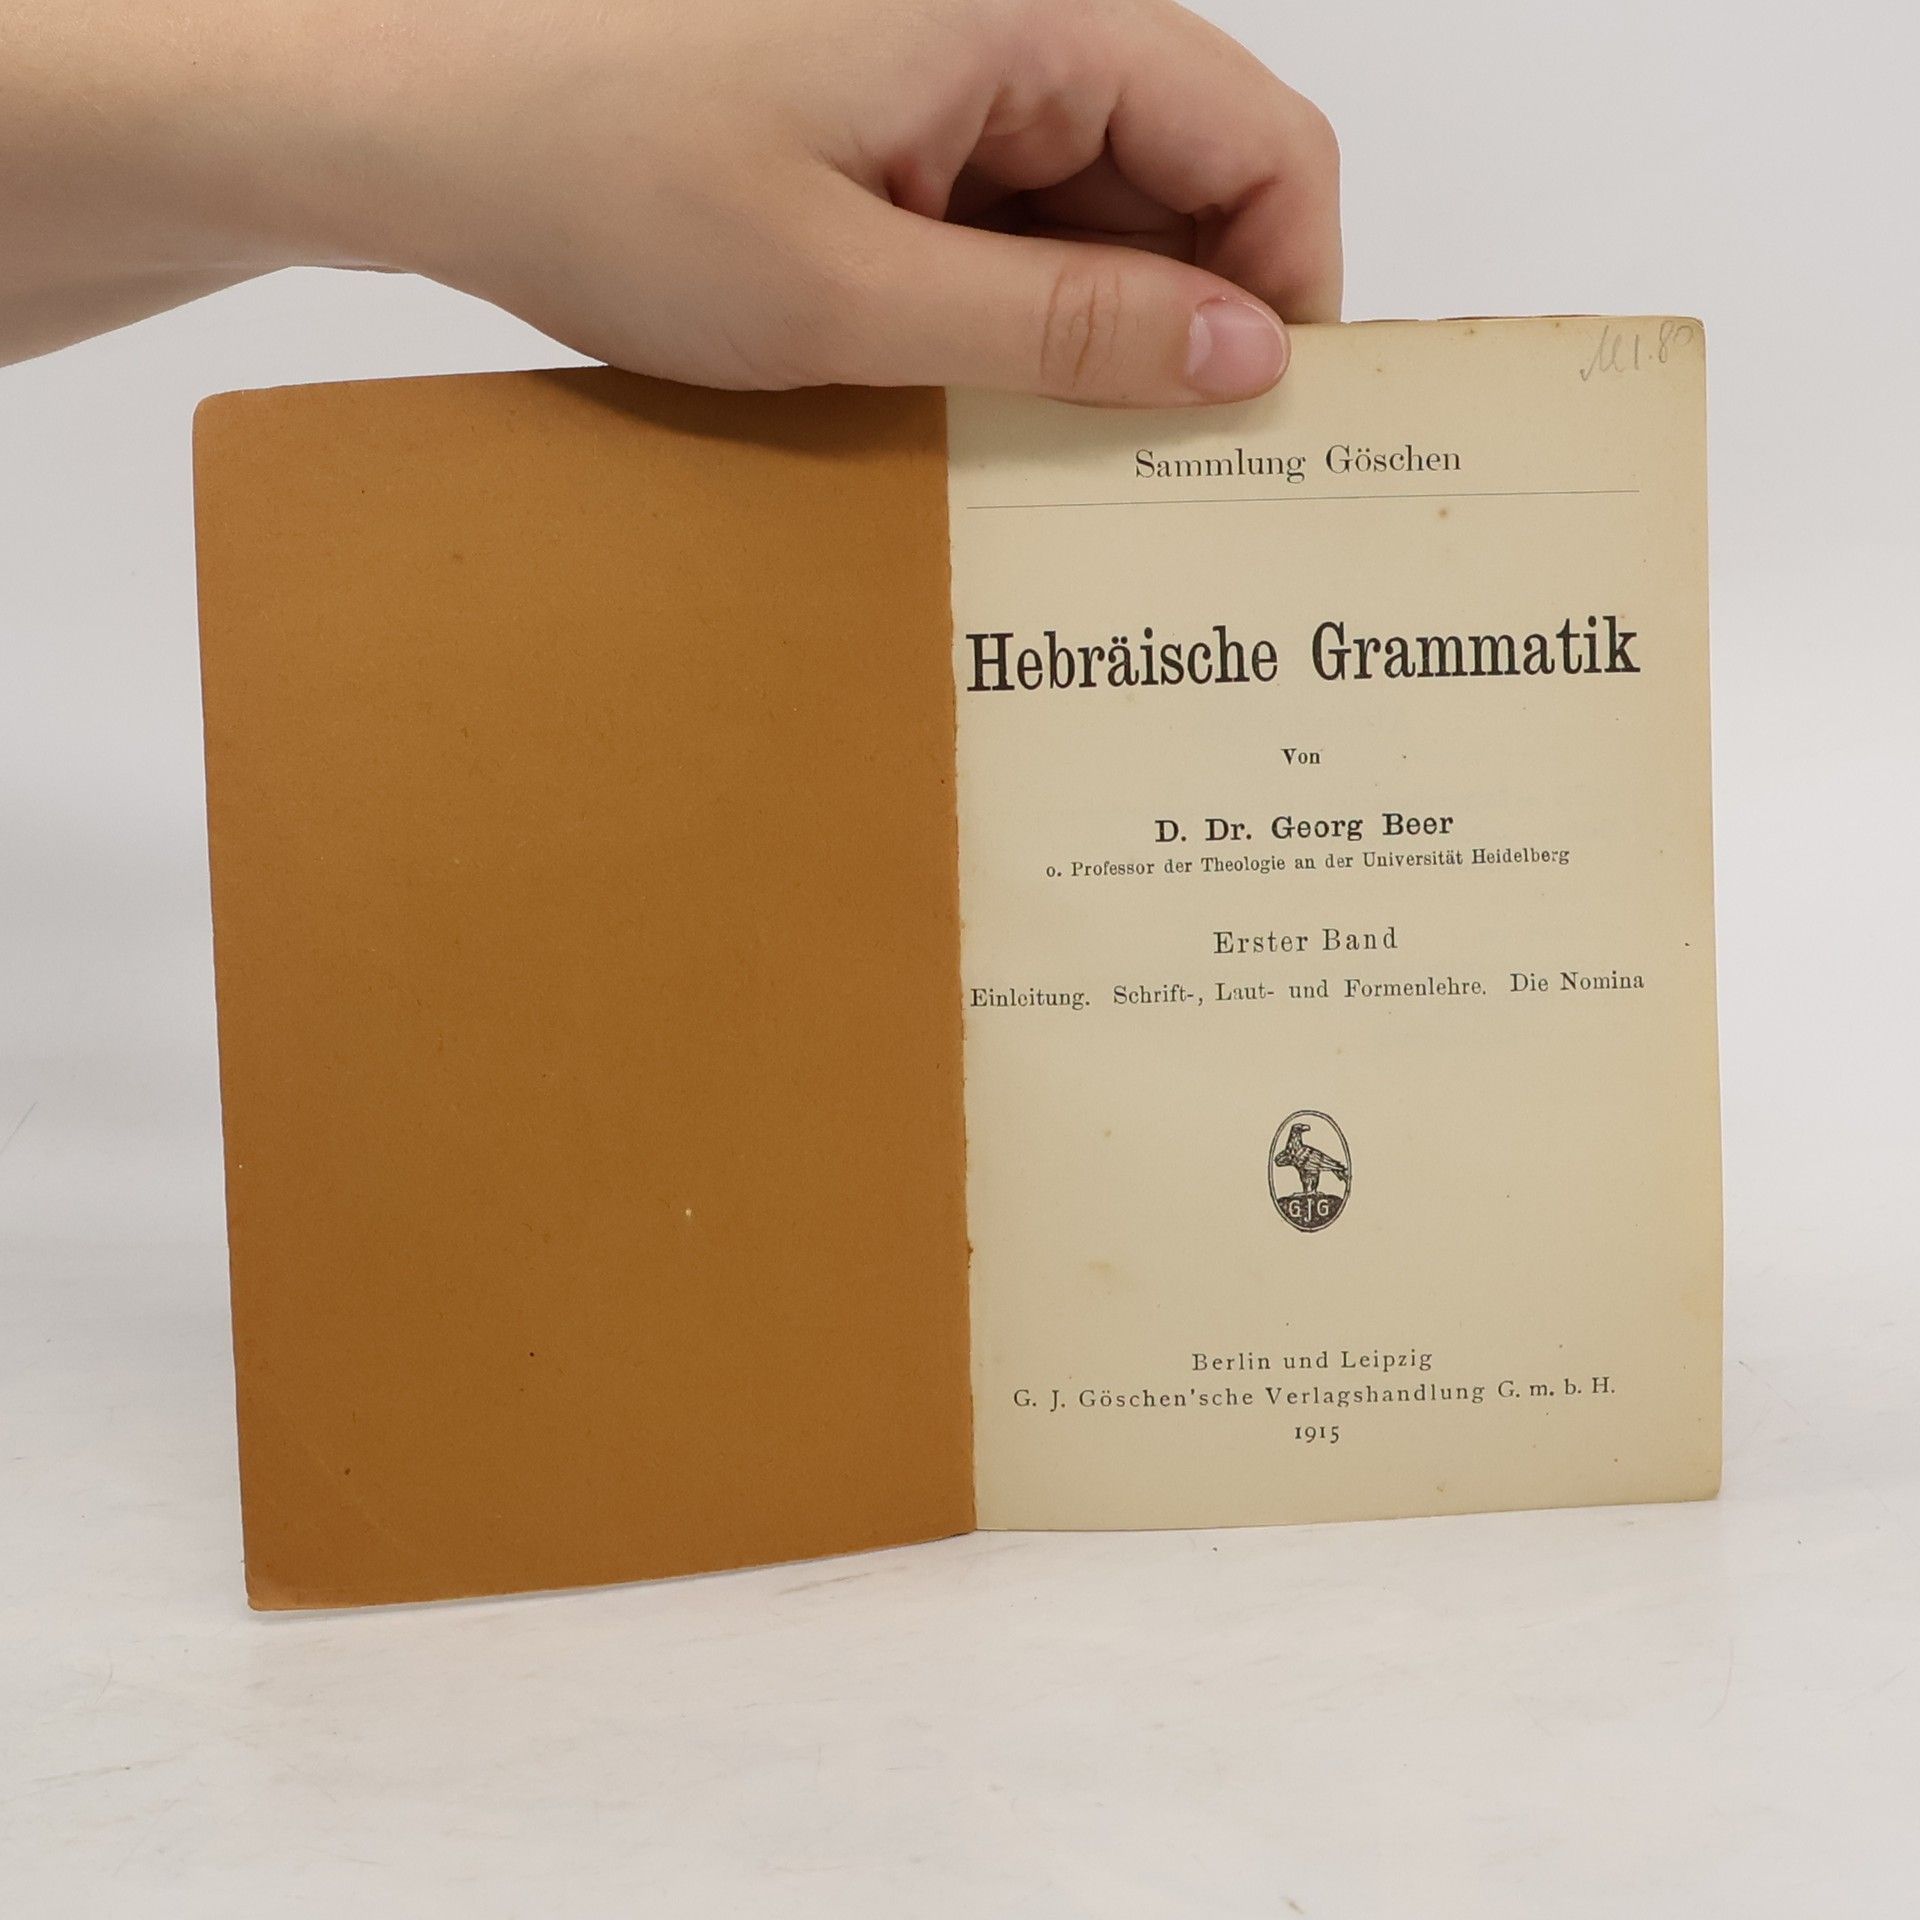 M 1.80
Sammlung Göschen
Hebräische Grammatik
Von
D. Dr. Georg Beer
o. Professor der Theologie an der Universität Heidelberg
Erster Band
Einleitung. Schrift-, Laut- und Formenlehre. Die Nomina
GJG
Berlin und Leipzig
G. J. Göschen'sche Verlagshandlung G. m. b. H.
1915